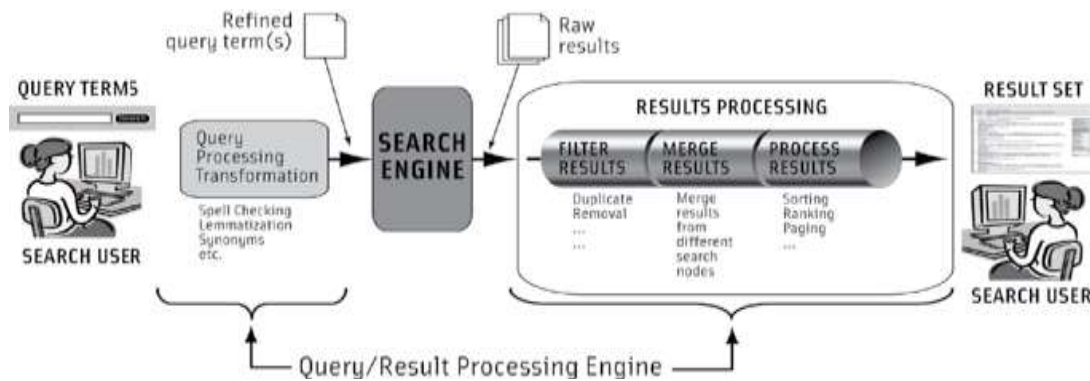 Refined
query term(s)
Raw
results
QUERY TERMS
RESULT SET
RESULTS PROCESSING
Query
Processing
Transformation
SEARCH
ENGINE
FILTER
RESULTS
MERGE
RESULTS
PROCESS
RESULTS
Spell Checking
Lemmatization
Synonyms
etc.
Duplicate
Removal
...
...
Merge
results
from
different
search
nodes
Sorting
Ranking
Paging
...
SEARCH USER
SEARCH USER
Query/Result Processing Engine